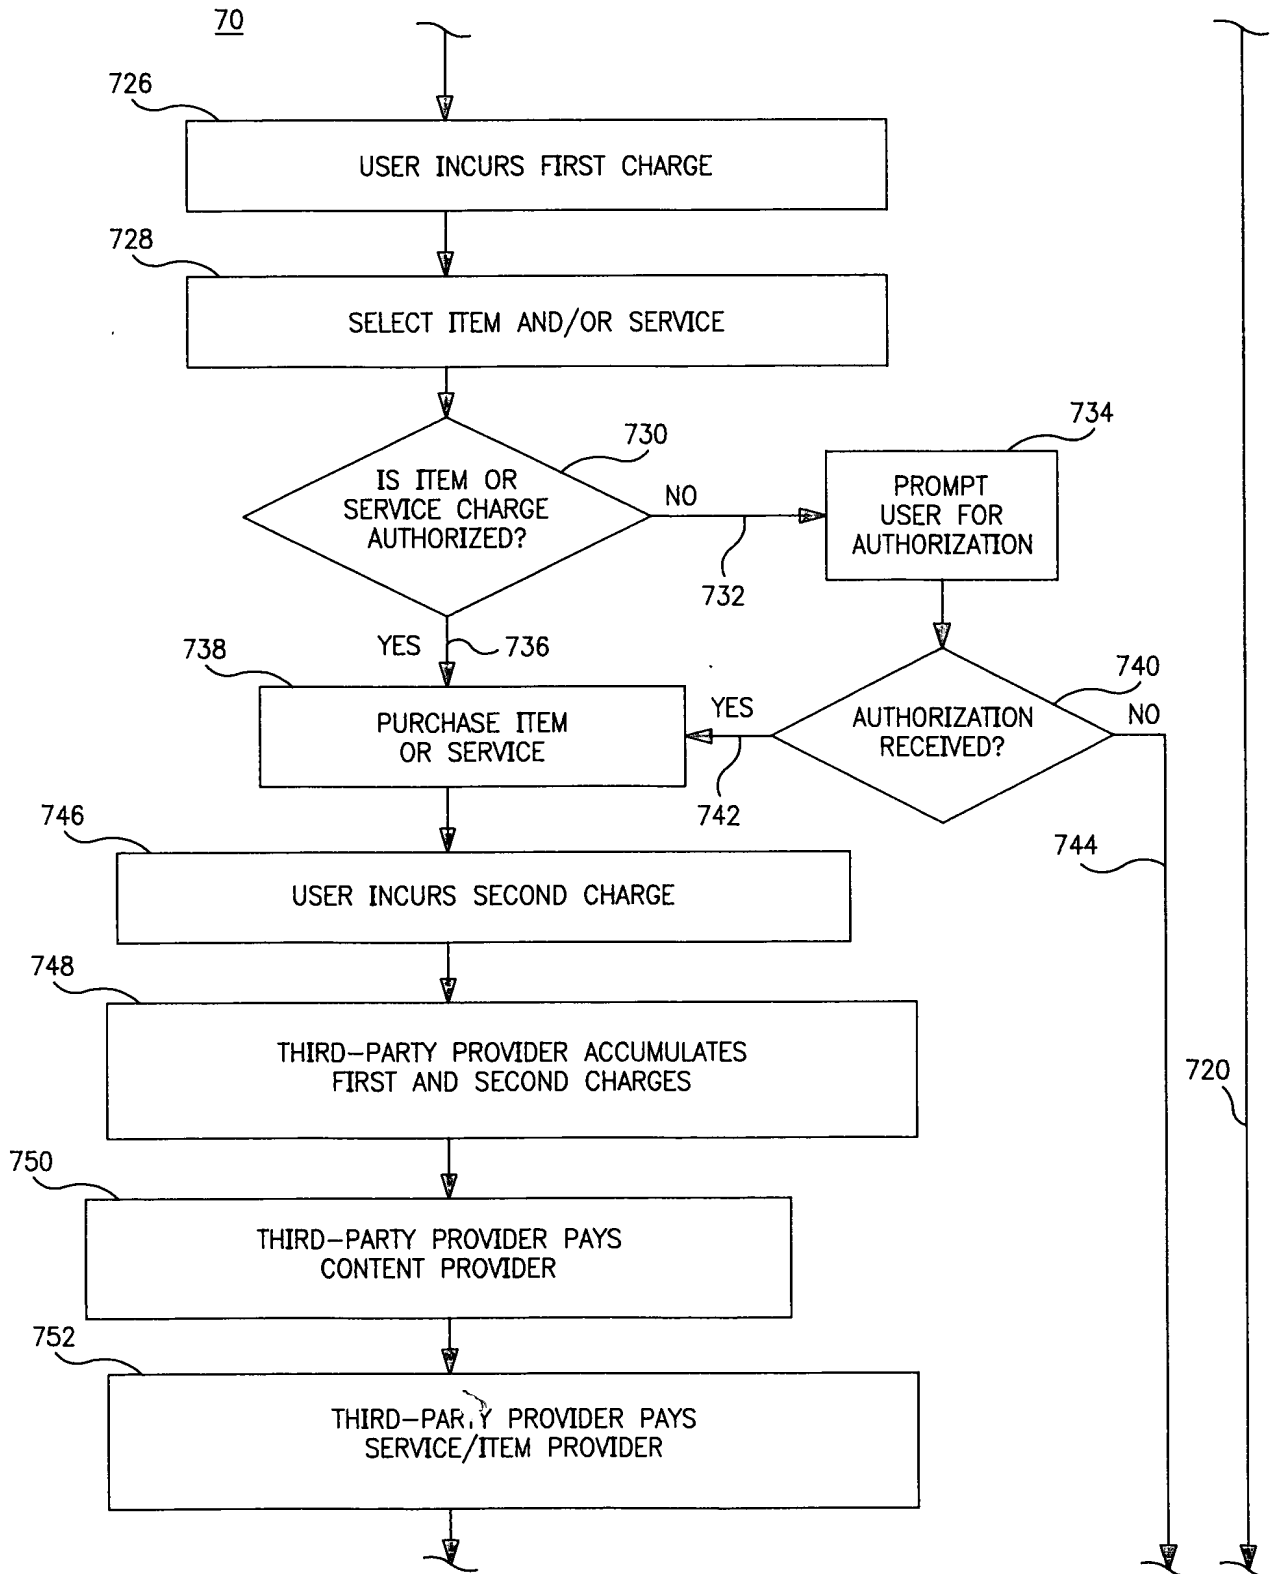 70
726
USER INCURS FIRST CHARGE
728
SELECT ITEM AND/OR SERVICE
730
IS ITEM OR
SERVICE CHARGE
AUTHORIZED?
NO
732
734
PROMPT
USER FOR
AUTHORIZATION
YES
736
738
PURCHASE ITEM
OR SERVICE
YES
742
740
AUTHORIZATION
RECEIVED?
NO
744
746
USER INCURS SECOND CHARGE
748
THIRD-PARTY PROVIDER ACCUMULATES
FIRST AND SECOND CHARGES
720
750
THIRD-PARTY PROVIDER PAYS
CONTENT PROVIDER
752
THIRD-PARTY PROVIDER PAYS
SERVICE/ITEM PROVIDER